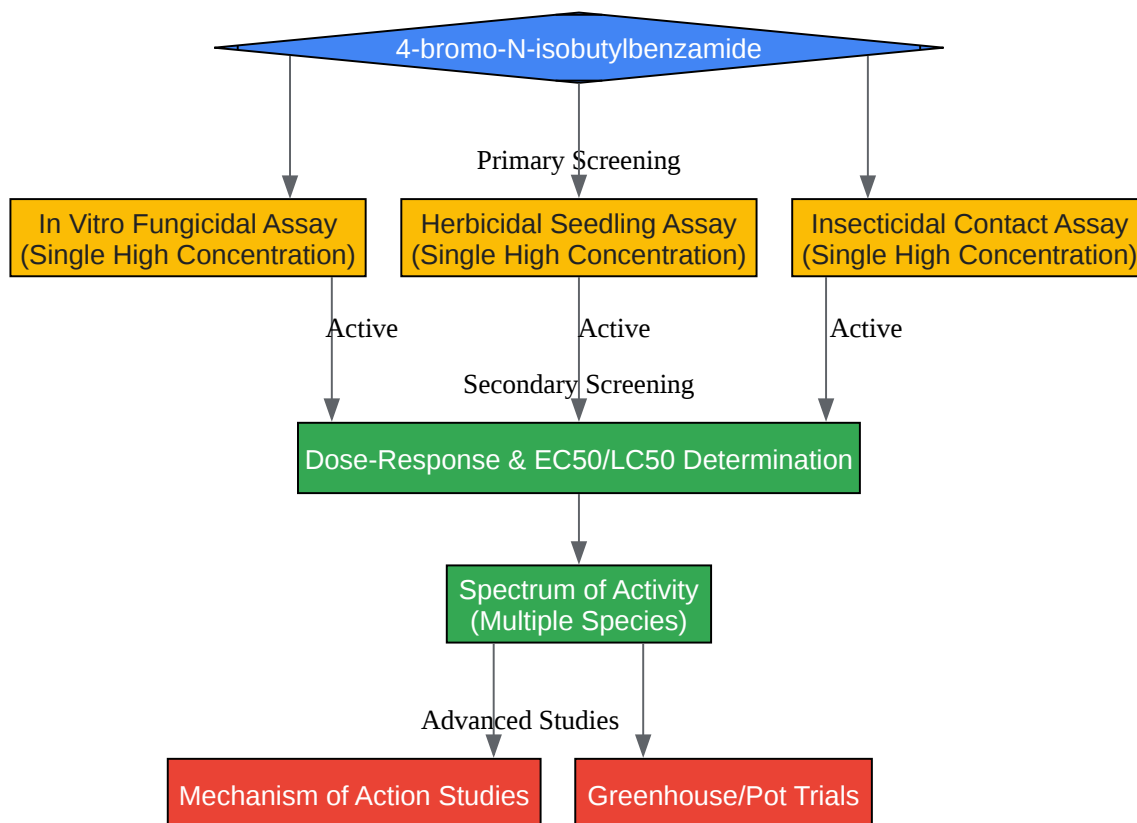 4-bromo-N-isobutylbenzamide
Primary Screening
In Vitro Fungicidal Assay
(Single High Concentration)
Herbicidal Seedling Assay
(Single High Concentration)
Insecticidal Contact Assay
(Single High Concentration)
Active
Active
Active
Secondary Screening
Dose-Response & EC50/LC50 Determination
Spectrum of Activity
(Multiple Species)
Advanced Studies
Mechanism of Action Studies
Greenhouse/Pot Trials